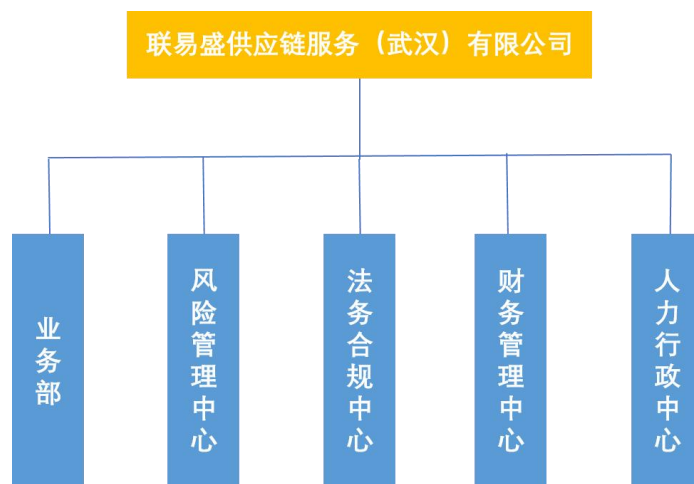 联易盛供应链服务（武汉）有限公司
业务部
风险管理中心
法务合规中心
财务管理中心
人力行政中心